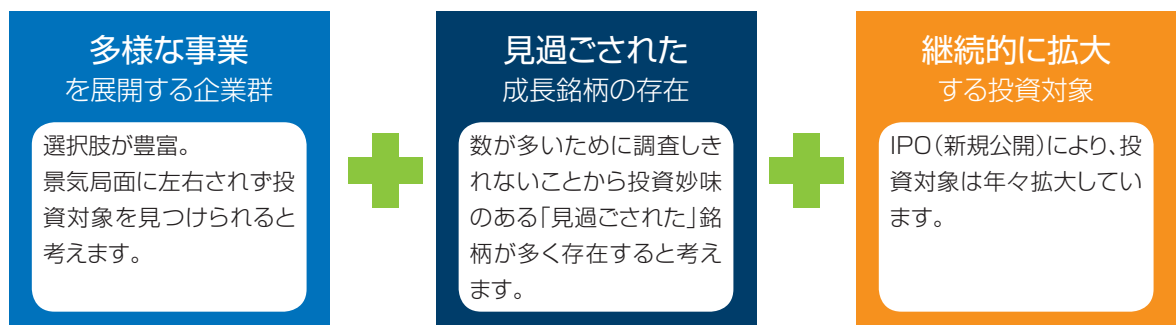 多様な事業
を展開する企業群
選択肢が豊富。
景気局面に左右されず投
資対象を見つけられると
考えます。
見過ごされた
成長銘柄の存在
数が多いために調査しき
れないことから投資妙味
のある「見過ごされた」銘
柄が多く存在すると考え
ます。
継続的に拡大
する投資対象
IPO（新規公開）により、投
資対象は年々拡大してい
ます。